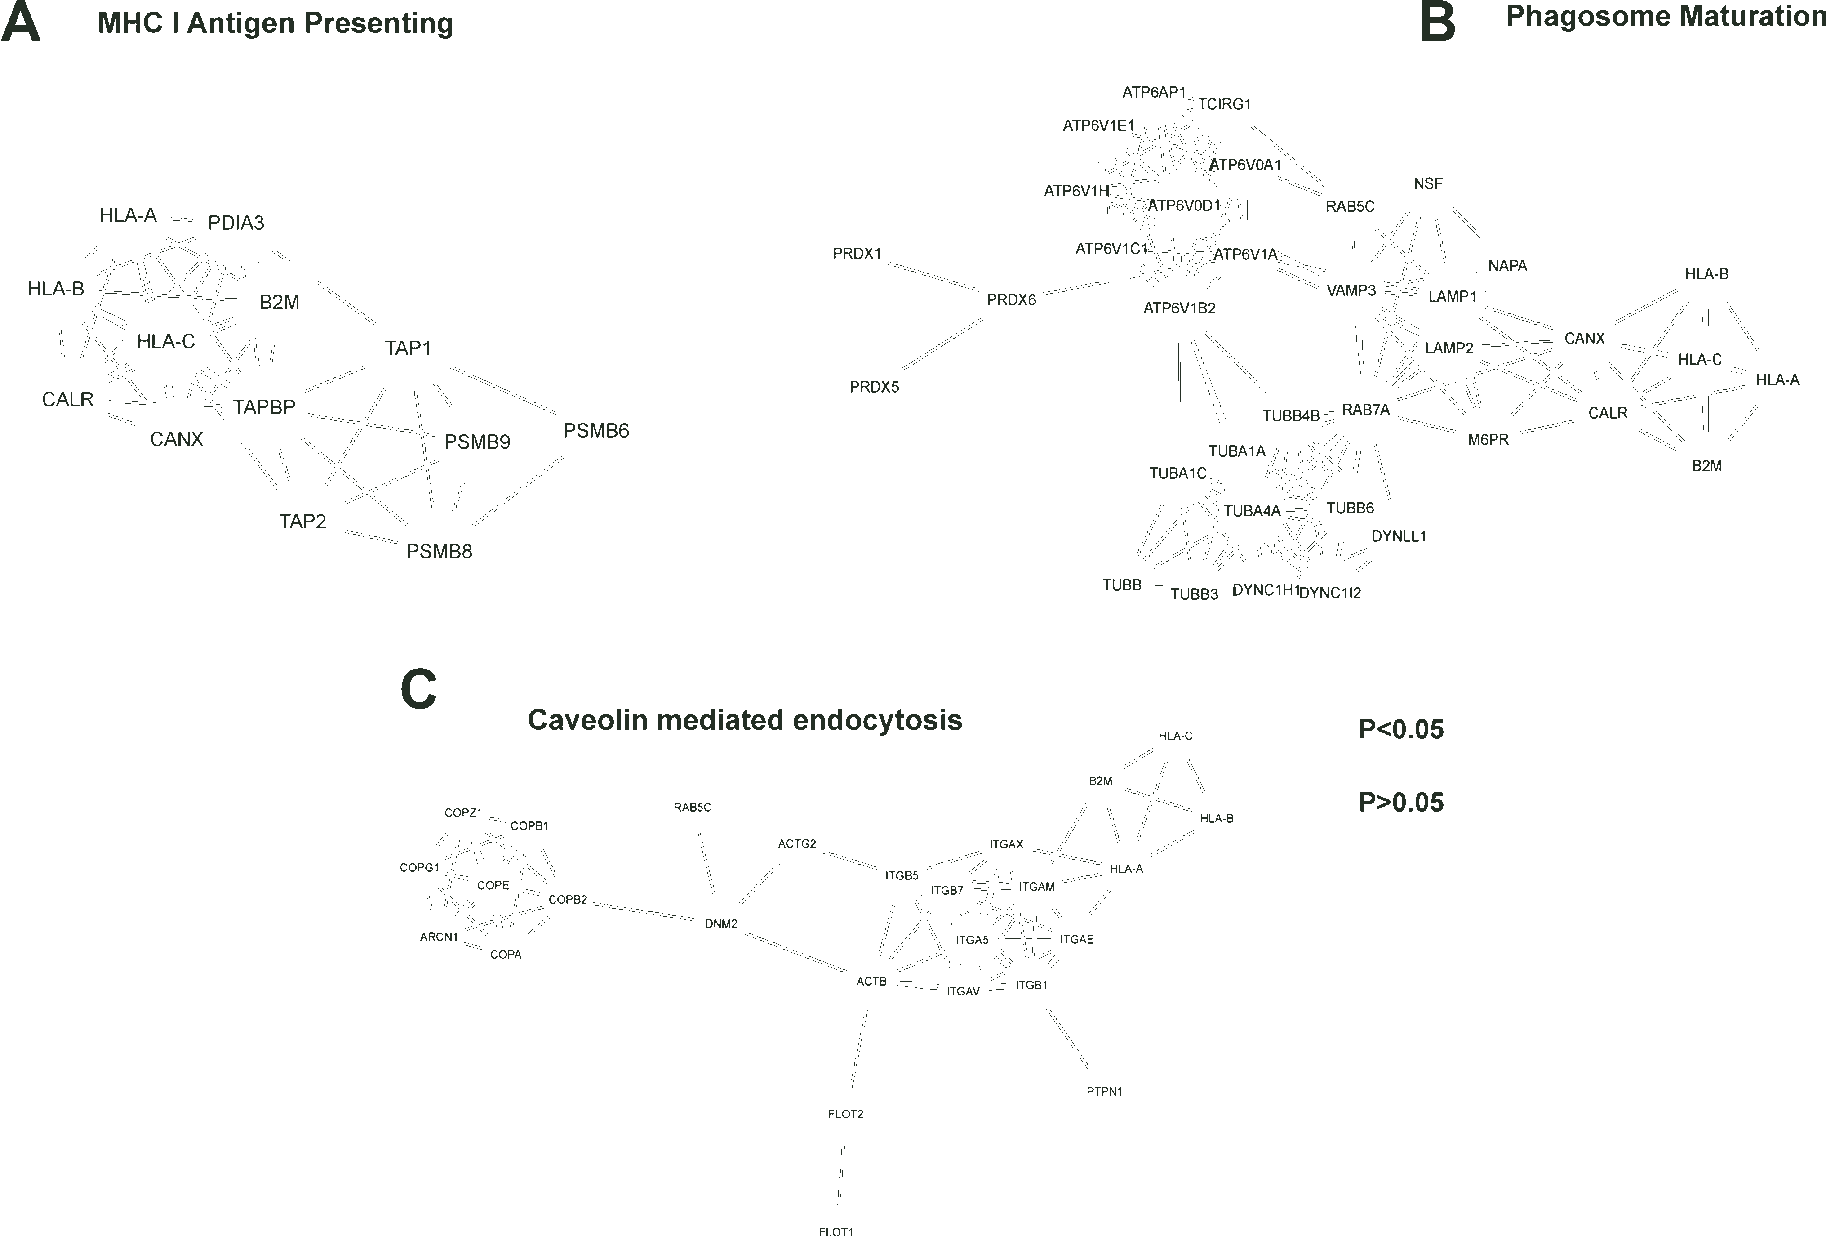 A
MHC I Antigen Presenting
HLA-A
PDIA3
HLA-B
B2M
HLA-C
TAP1
CALR
TAPBP
CANX
PSMB9
PSMB6
TAP2
PSMB8
B
Phagosome Maturation
ATP6AP1
TCIRG1
ATP6V1E1
ATP6V0A1
ATP6V1H
ATP6V0D1
ATP6V1C1
ATP6V1A
ATP6V1B2
PRDX1
PRDX6
PRDX5
RAB5C
NSF
NAPA
VAMP3
LAMP1
LAMP2
CANX
HLA-B
HLA-C
HLA-A
CALR
B2M
M6PR
RAB7A
TUBB4B
TUBA1A
TUBA1C
TUBA4A
TUBB6
DYNLL1
TUBB
TUBB3
DYNC1H1
DYNC1I2
C
Caveolin mediated endocytosis
P<0.05
P>0.05
HLA-C
B2M
HLA-B
HLA-A
COPZ1
COPB1
COPG1
COPE
COPB2
ARCN1
COPA
RAB5C
ACTG2
DNM2
ITGB5
ITGAX
ITGB7
ITGAM
ITGA5
ITGAE
ACTB
ITGAV
ITGB1
PTPN1
FLOT2
FLOT1